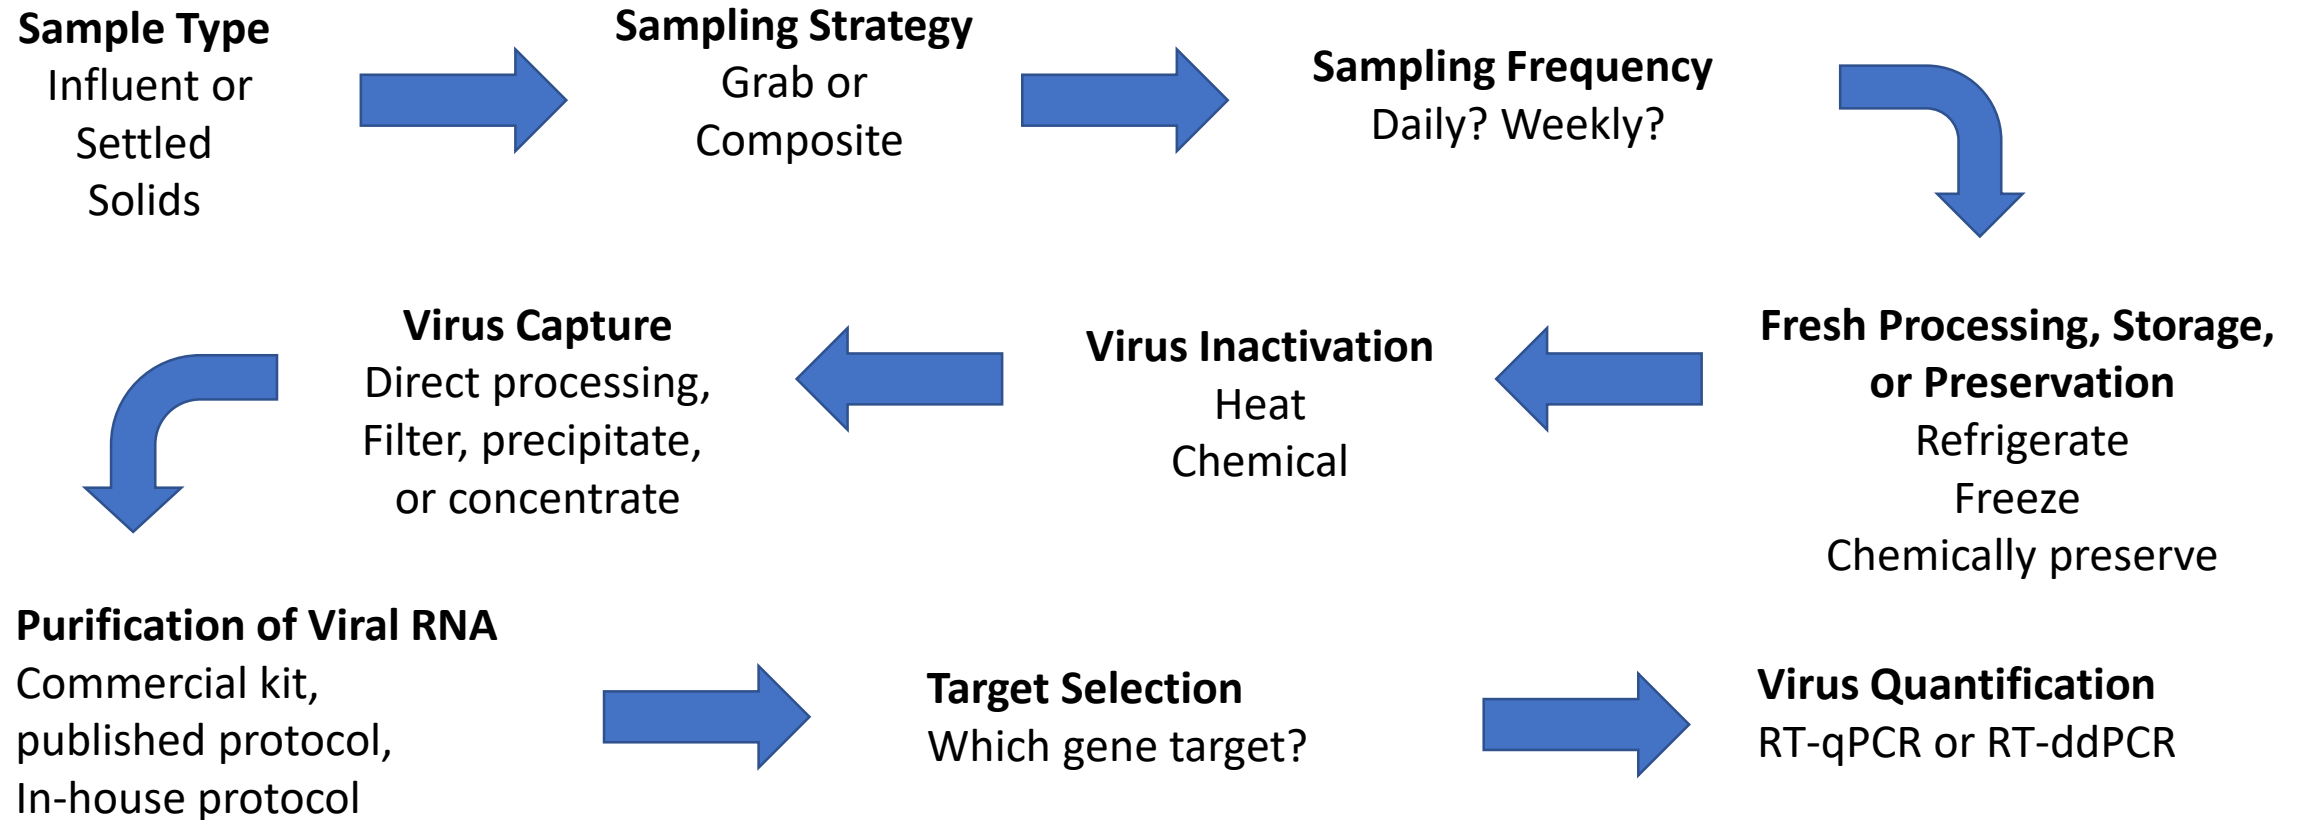 Sample Type
Influent or
Settled
Solids
Sampling Strategy
Grab or
Composite
Sampling Frequency
Daily? Weekly?
Fresh Processing, Storage,
or Preservation
Refrigerate
Freeze
Chemically preserve
Virus Inactivation
Heat
Chemical
Virus Capture
Direct processing,
Filter, precipitate,
or concentrate
Purification of Viral RNA
Commercial kit,
published protocol,
In-house protocol
Target Selection
Which gene target?
Virus Quantification
RT-qPCR or RT-ddPCR